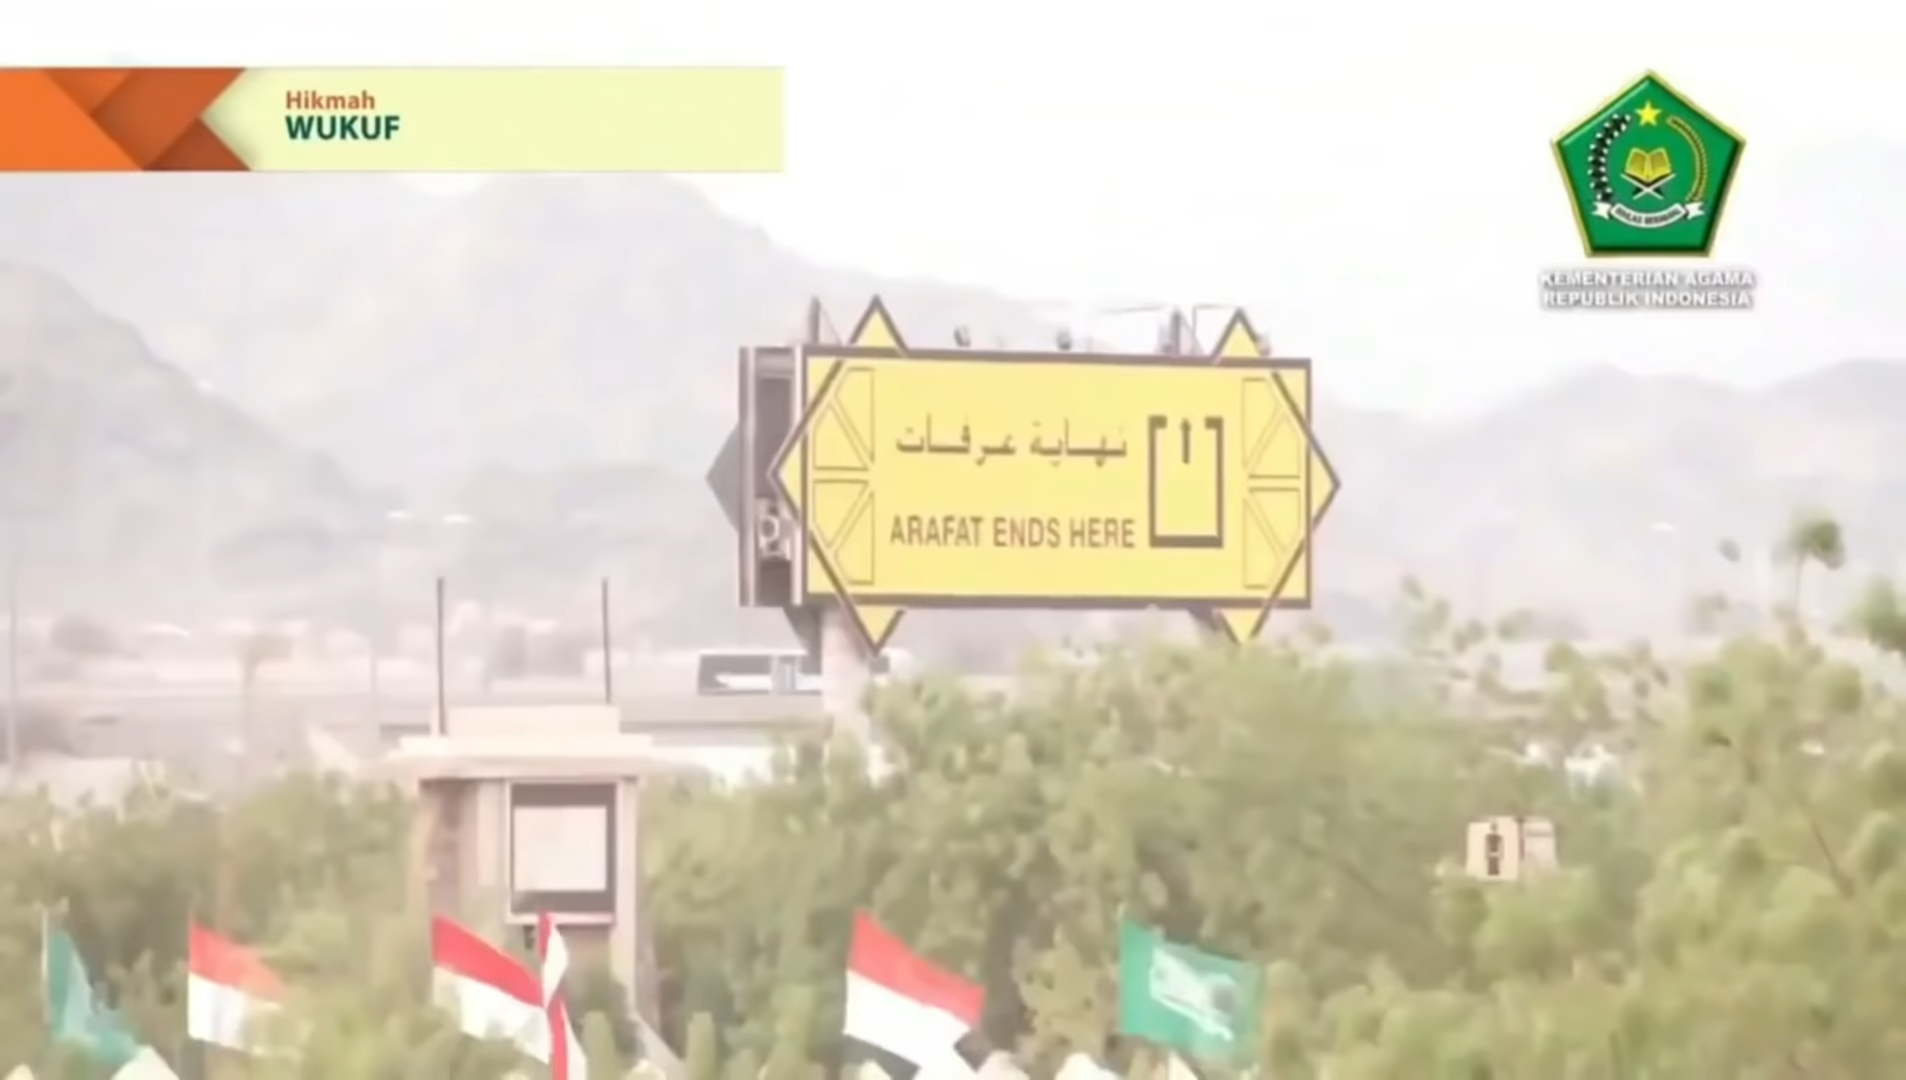 Hikmah
WUKUF
KEMENTERIAN AGAMA
REPUBLIK INDONESIA
نهاية عرفات
ARAFAT ENDS HERE